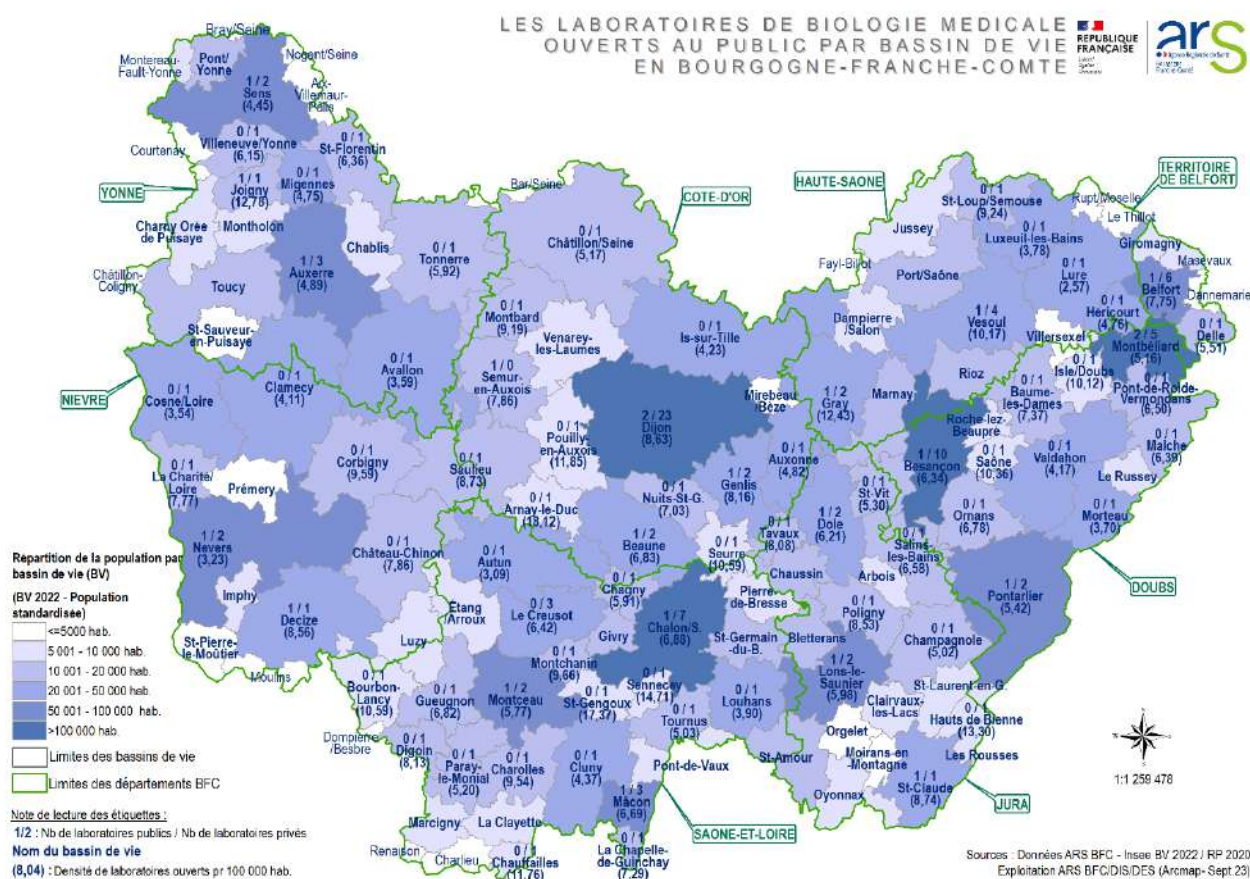 LES LABORATOIRES DE BIOLOGIE MEDICALE
OUVERTS AU PUBLIC PAR BASSIN DE VIE
EN BOURGOGNE-FRANCHE-COMTE
RÉPUBLIQUE
FRANÇAISE
ars
Bray/Seine
Nogent/Seine
Montereau-
Fault-Yonne
Pont/
Yonne
1 / 2
Sens
(4,45)
Aix-
Villemaur-
Pâlis
Courtenay
0 / 1
Villeneuve/Yonne
(6,15)
0 / 1
St-Florentin
(6,36)
YONNE
1 / 1
Joigny
(12,78)
0 / 1
Migennes
(4,75)
Charny Orée
de Puisaye
Montholon
Chablis
0 / 1
Tonnerre
(5,92)
1 / 3
Auxerre
(4,89)
Châtillon-
Coligny
Toucy
St-Sauveur-
en-Puisaye
0 / 1
Avallon
(3,59)
Bar/Seine
COTE-D'OR
0 / 1
Châtillon/Seine
(5,17)
0 / 1
Montbard
(9,19)
Venarey-
les-Laumes
0 / 1
Is-sur-Tille
(4,23)
1 / 0
Semur-
en-Auxois
(7,86)
Mirebeau
/Bèze
2 / 23
Dijon
(8,63)
0 / 1
Pouilly-
en-Auxois
(11,85)
0 / 1
Auxonne
(4,82)
1 / 2
Genlis
(8,16)
0 / 1
Saulieu
(8,73)
0 / 1
Arnay-le-Duc
(18,12)
0 / 1
Nuits-St-G.
(7,03)
1 / 2
Beaune
(6,83)
0 / 1
Seurre
(10,59)
HAUTE-SAONE
TERRITOIRE
DE BELFORT
0 / 1
St-Loup/Semouse
(9,24)
Rupt/Moselle
Le Thillot
Jussey
0 / 1
Luxeuil-les-Bains
(3,78)
Giromagny
Masevaux
Fayl-Billot
Port/Saône
0 / 1
Lure
(2,57)
1 / 6
Belfort
(7,75)
Dannemarie
Dampierre
/Salon
1 / 4
Vesoul
(10,17)
Villersexel
0 / 1
Héricourt
(4,76)
0 / 1
Delle
(5,51)
2 / 5
Montbéliard
(5,16)
1 / 2
Gray
(12,43)
Marnay
Rioz
0 / 1
Isle/Doubs
(10,12)
0 / 1
Baume-
les-Dames
(7,37)
0 / 1
Pont-de-Roide-
Vermondans
(6,50)
Roche-lez-
Beaupre
1 / 10
Besançon
(6,34)
0 / 1
Saône
(10,36)
0 / 1
Valdahon
(4,17)
0 / 1
Maîche
(6,39)
Le Russey
0 / 1
St-Vit
(5,30)
0 / 1
Ornans
(6,78)
0 / 1
Morteau
(3,70)
1 / 2
Dole
(6,21)
0 / 1
Tavaux
(8,08)
0 / 1
Salins-
les-Bains
(6,58)
DOUBS
1 / 2
Pontarlier
(5,42)
Chaussin
Arbois
0 / 1
Poligny
(8,53)
0 / 1
Champagnole
(5,02)
Bletterans
1 / 2
Lons-le-
Saunier
(5,98)
St-Laurent-en-G.
Clairvaux-
les-Lacs
0 / 1
Hauts de Bienne
(13,30)
Orgelet
Moirans-en
-Montagne
Les Rousses
1 / 1
St-Claude
(8,74)
St-Amour
Oyonnax
JURA
NIEVRE
0 / 1
Cosne/Loire
(3,54)
0 / 1
Clamecy
(4,11)
0 / 1
La Charité/
Loire
(7,77)
Prémery
0 / 1
Corbigny
(9,59)
1 / 2
Nevers
(3,23)
0 / 1
Château-Chinon
(7,86)
Imphy
1 / 1
Decize
(8,56)
St-Pierre-
le-Moûtier
Luzy
Moulins
0 / 1
Autun
(3,09)
Étang
/Arroux
0 / 3
Le Creusot
(6,42)
0 / 1
Chagny
(5,91)
1 / 7
Chalon/S.
(6,88)
Pierre-
de-Bresse
Givry
St-Germain
-du-B.
0 / 1
Montchanin
(9,66)
0 / 1
Sennecey
(14,71)
0 / 1
St-Gengoux
(17,37)
1 / 2
Montceau
(5,77)
0 / 1
Louhans
(3,90)
0 / 1
Bourbon-
Lancy
(10,59)
0 / 1
Gueugnon
(6,82)
0 / 1
Tournus
(5,03)
Dompierre
/Besbre
0 / 1
Digoin
(8,13)
0 / 1
Paray-
le-Monial
(5,20)
0 / 1
Charolles
(9,54)
0 / 1
Cluny
(4,37)
Pont-de-Vaux
1 / 3
Mâcon
(6,69)
Marcigny
La Clayette
Renaison
Charlieu
0 / 1
Chauffailles
(11,76)
0 / 1
La Chapelle-
de-Guinchay
(7,29)
SAONE-ET-LOIRE
Répartition de la population par
bassin de vie (BV)
(BV 2022 - Population
standardisée)
<=5000 hab.
5 001 - 10 000 hab.
10 001 - 20 000 hab.
20 001 - 50 000 hab.
50 001 - 100 000 hab.
>100 000 hab.
Limites des bassins de vie
Limites des départements BFC
Note de lecture des étiquettes :
1/2 : Nb de laboratoires publics / Nb de laboratoires privés
Nom du bassin de vie
(8,04) : Densité de laboratoires ouverts pr 100 000 hab.
1:1 259 478
Sources : Données ARS BFC - Insee BV 2022 / RP 2020
Exploitation ARS BFC/DIS/DES (Arcmap- Sept.23)